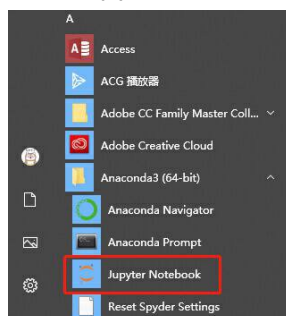 A
Access
ACG 播放器
Adobe CC Family Master Coll...
Adobe Creative Cloud
Anaconda3 (64-bit)
Anaconda Navigator
Anaconda Prompt
Jupyter Notebook
Reset Spyder Settings